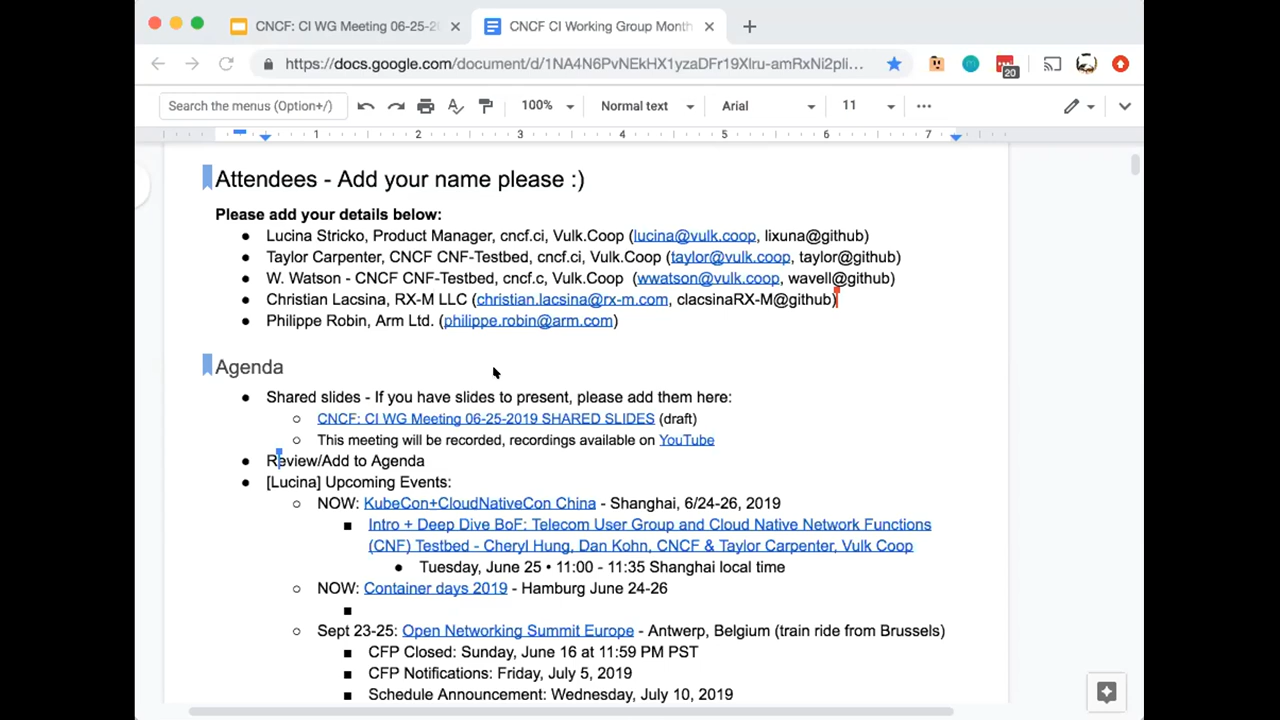 CNCF: CI WG Meeting 06-25-2
CNCF CI Working Group Month
https://docs.google.com/document/d/1NA4N6PvNEkHX1yzaDFr19Xlru-amRxNi2pli...
20
Search the menus (Option+/)
100%
Normal text
Arial
11
1 2 3 4 5 6 7
Attendees - Add your name please :)
Please add your details below:
● Lucina Stricko, Product Manager, cncf.ci, Vulk.Coop (lucina@vulk.coop, lixuna@github)
● Taylor Carpenter, CNCF CNF-Testbed, cncf.ci, Vulk.Coop (taylor@vulk.coop, taylor@github)
● W. Watson - CNCF CNF-Testbed, cncf.c, Vulk.Coop (wwatson@vulk.coop, wavell@github)
● Christian Lacsina, RX-M LLC (christian.lacsina@rx-m.com, clacsinaRX-M@github)
● Philippe Robin, Arm Ltd. (philippe.robin@arm.com)
Agenda
● Shared slides - If you have slides to present, please add them here:
○ CNCF: CI WG Meeting 06-25-2019 SHARED SLIDES (draft)
○ This meeting will be recorded, recordings available on YouTube
● Review/Add to Agenda
● [Lucina] Upcoming Events:
○ NOW: KubeCon+CloudNativeCon China - Shanghai, 6/24-26, 2019
■ Intro + Deep Dive BoF: Telecom User Group and Cloud Native Network Functions
(CNF) Testbed - Cheryl Hung, Dan Kohn, CNCF & Taylor Carpenter, Vulk Coop
● Tuesday, June 25 • 11:00 - 11:35 Shanghai local time
○ NOW: Container days 2019 - Hamburg June 24-26
■
○ Sept 23-25: Open Networking Summit Europe - Antwerp, Belgium (train ride from Brussels)
■ CFP Closed: Sunday, June 16 at 11:59 PM PST
■ CFP Notifications: Friday, July 5, 2019
■ Schedule Announcement: Wednesday, July 10, 2019